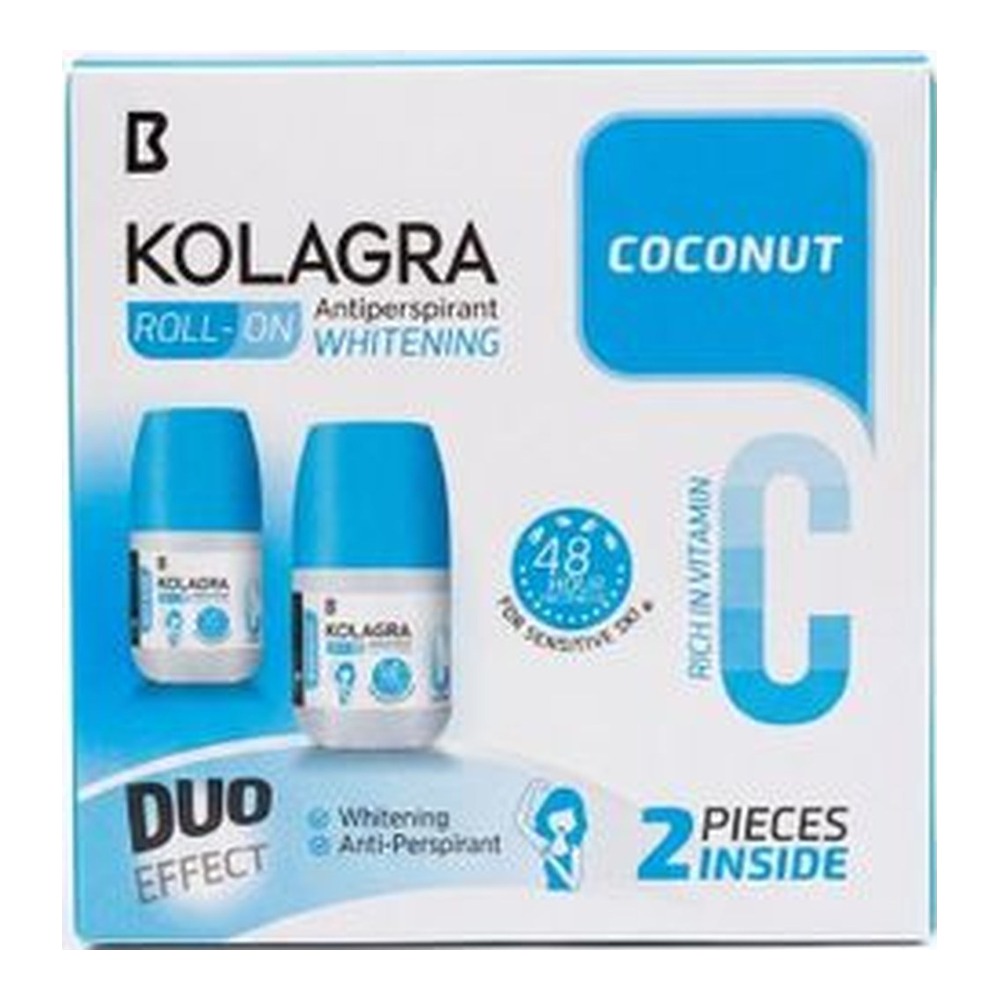 B
KOLAGRA
ROLL-ON
Antiperspirant
WHITENING
COCONUT
KOLAGRA
KOLAGRA
48
HOUR
FOR SENSITIVE
RICH IN VITAMIN
C
DUO
EFFECT
Whitening
Anti-Perspirant
2 PIECES
INSIDE